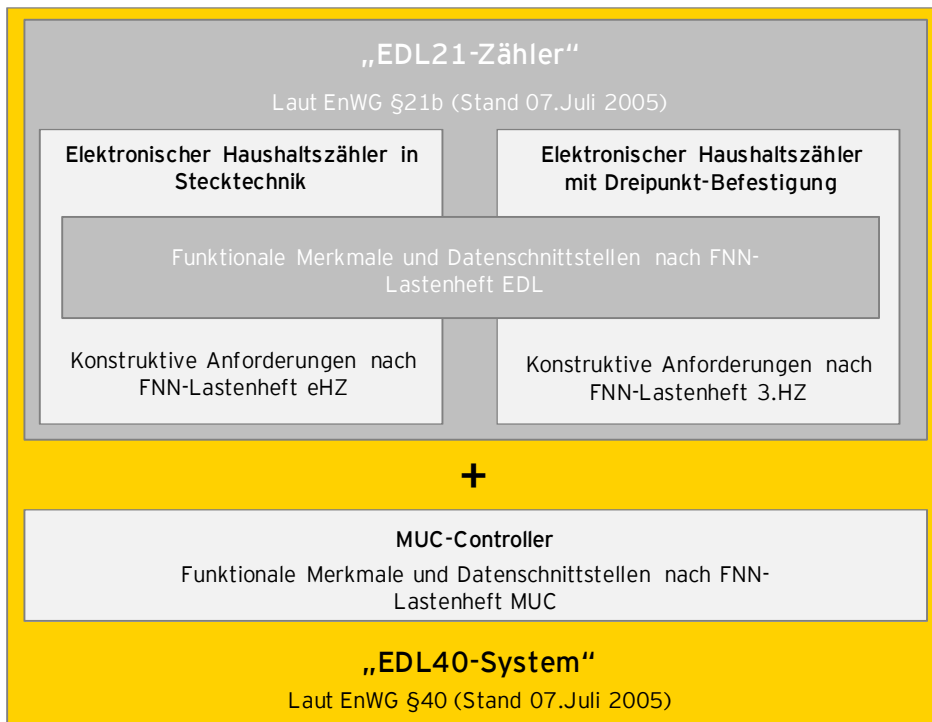 „EDL21-Zähler“
Laut EnWG §21b (Stand 07.Juli 2005)
Elektronischer Haushaltszähler in
Stecktechnik
Elektronischer Haushaltszähler
mit Dreipunkt-Befestigung
Funktionale Merkmale und Datenschnittstellen nach FNN-
Lastenheft EDL
Konstruktive Anforderungen nach
FNN-Lastenheft eHZ
Konstruktive Anforderungen nach
FNN-Lastenheft 3.HZ
+
MUC-Controller
Funktionale Merkmale und Datenschnittstellen nach FNN-
Lastenheft MUC
„EDL40-System“
Laut EnWG §40 (Stand 07.Juli 2005)